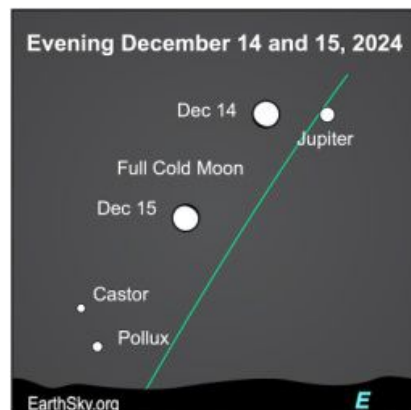 Evening December 14 and 15, 2024
Dec 14
Jupiter
Full Cold Moon
Dec 15
Castor
Pollux
EarthSky.org
E